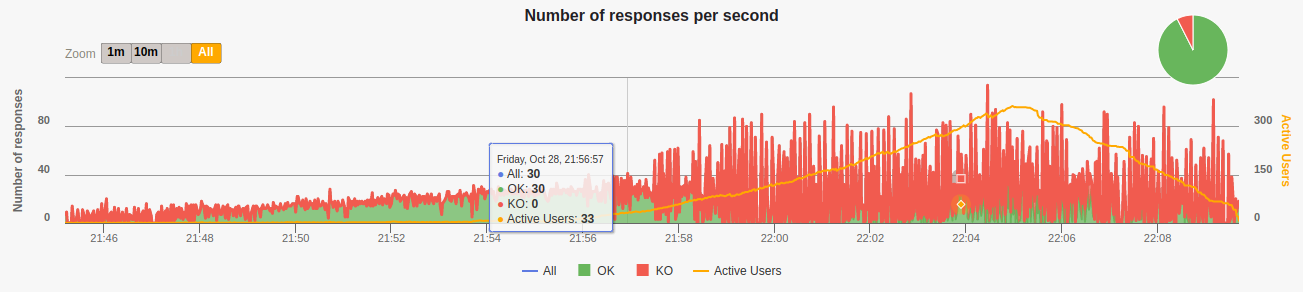 Number of responses per second
Zoom 1m 10m All
Number of responses
80
40
0
300
150
0
Active Users
Friday, Oct 28, 21:56:57
● All: 30
● OK: 30
● KO: 0
● Active Users: 33
21:46 21:48 21:50 21:52 21:54 21:56 21:58 22:00 22:02 22:04 22:06 22:08
All OK KO Active Users